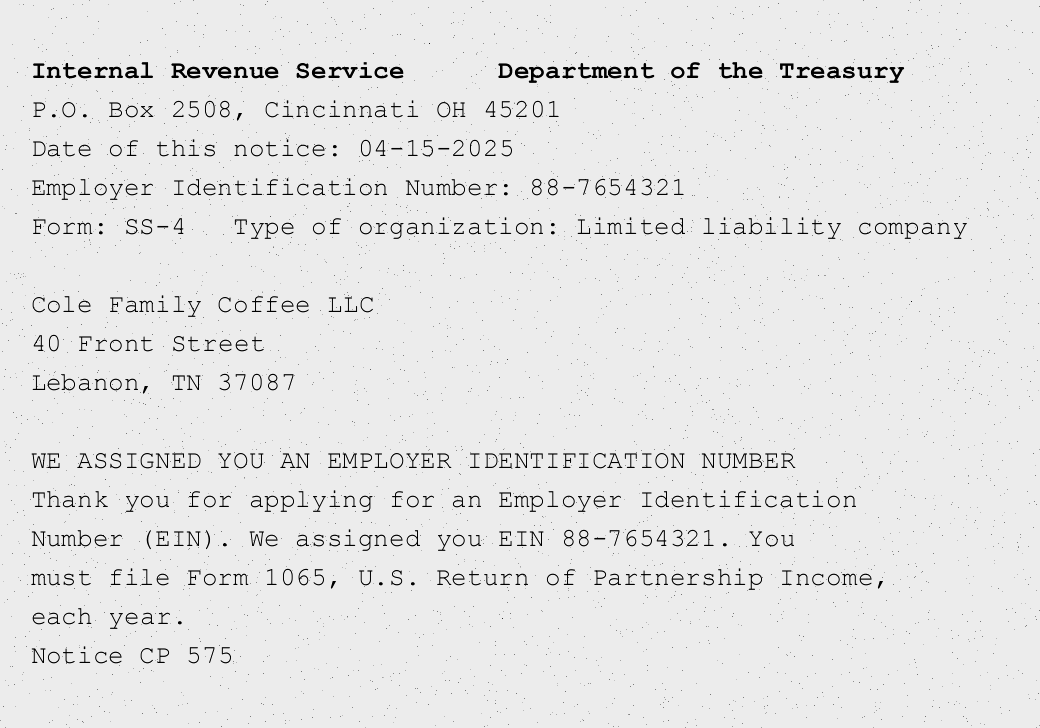 Internal Revenue Service      Department of the Treasury
P.O. Box 2508, Cincinnati OH 45201
Date of this notice: 04-15-2025
Employer Identification Number: 88-7654321
Form: SS-4   Type of organization: Limited liability company
Cole Family Coffee LLC
40 Front Street
Lebanon, TN 37087
WE ASSIGNED YOU AN EMPLOYER IDENTIFICATION NUMBER
Thank you for applying for an Employer Identification
Number (EIN). We assigned you EIN 88-7654321. You
must file Form 1065, U.S. Return of Partnership Income,
each year.
Notice CP 575